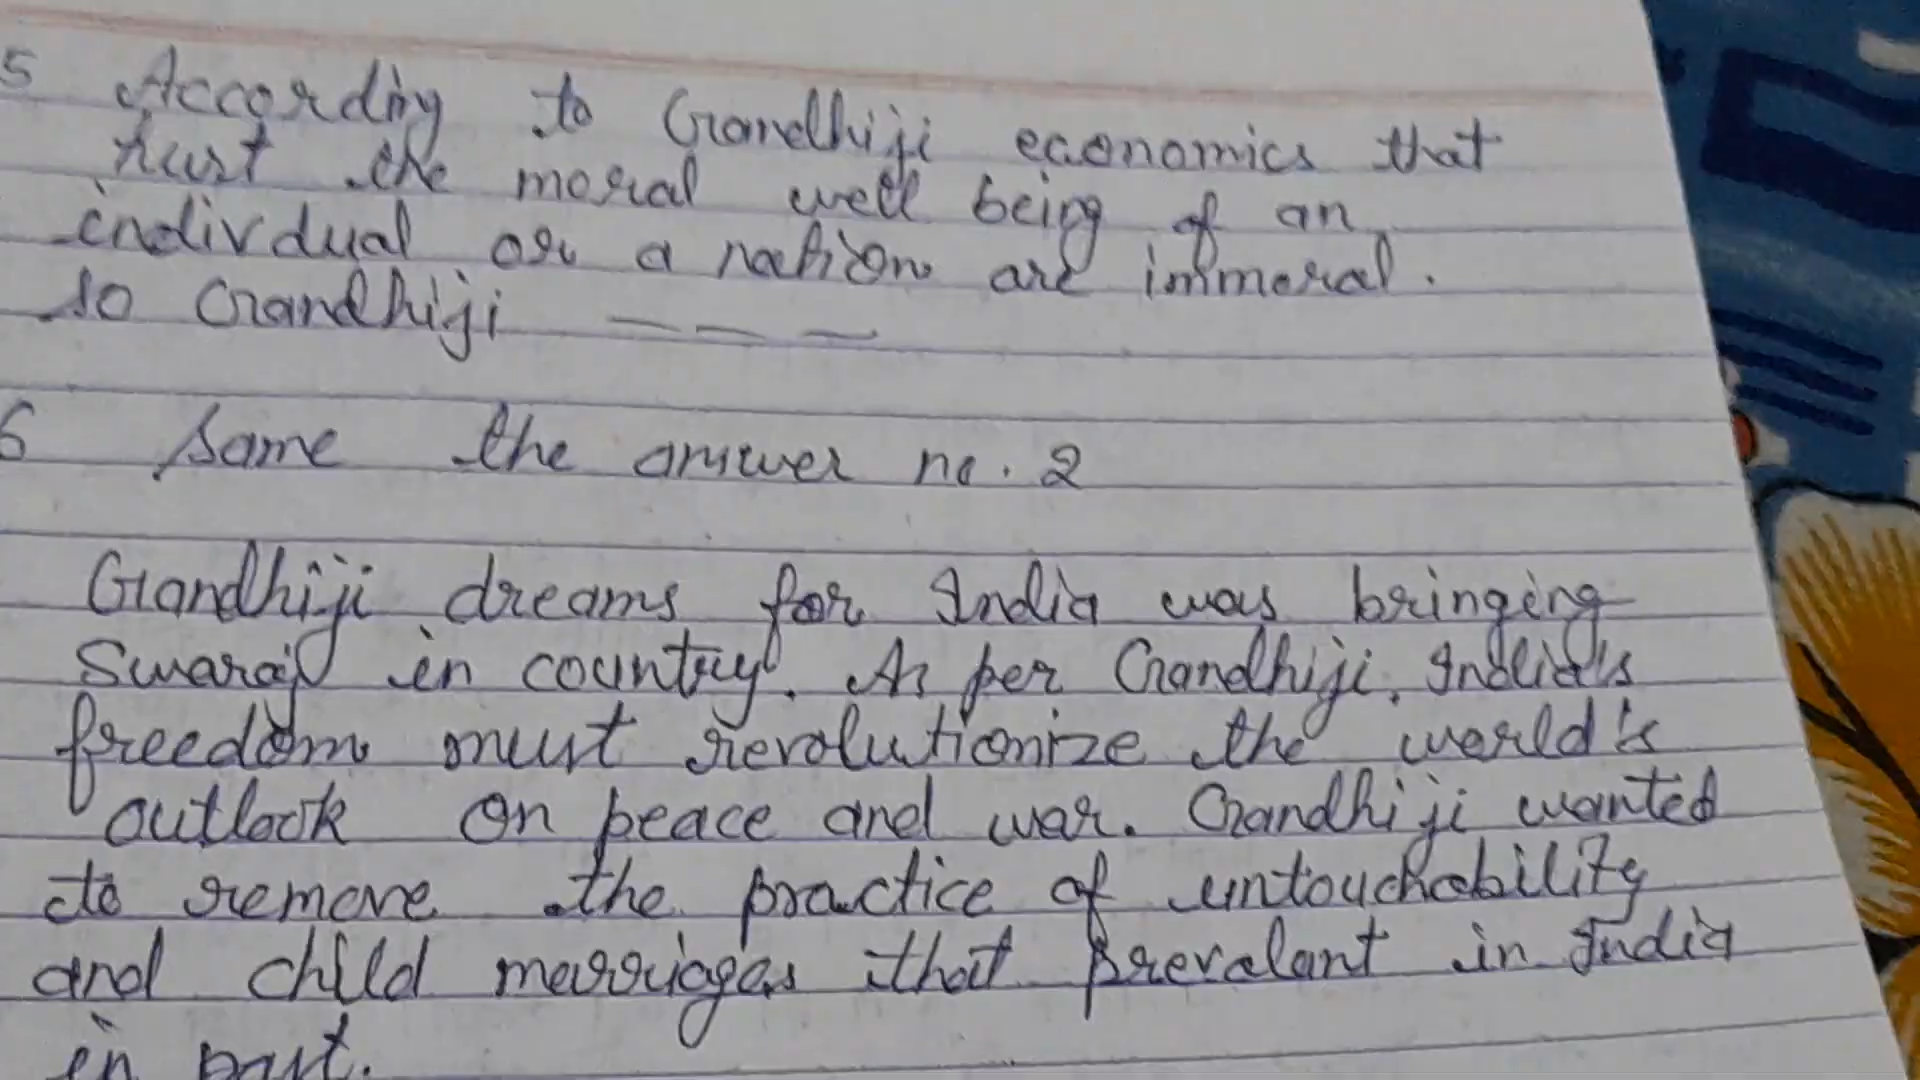 5 According to Gandhiji economics that
hurt the moral well being of an
indivdual or a nation are immoral.
so Gandhiji — — —
6 Same the answer no. 2
Gandhiji dreams for India was bringing
Swaraj in country. As per Gandhiji, India's
freedom must revolutionize the world's
outlook on peace and war. Gandhiji wanted
to remove the practice of untouchability
and child marriages that prevalant in India
in past.